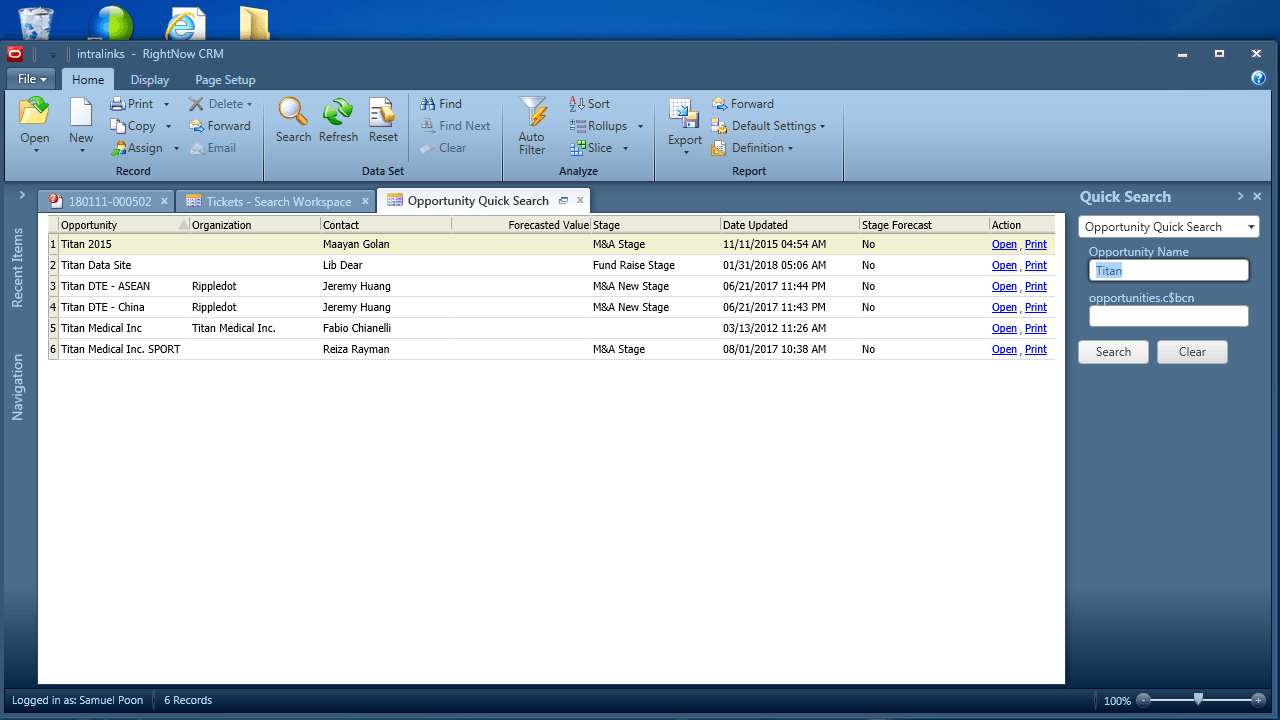 intralinks - RightNow CRM
File Home Display Page Setup
Open New Print Copy Assign Delete Forward Email
Record
Search Refresh Reset Find Find Next Clear
Data Set
Auto Filter Sort Rollups Slice
Analyze
Export Forward Default Settings Definition
Report
180111-000502 Tickets - Search Workspace Opportunity Quick Search
Recent Items
Navigation
Opportunity Organization Contact Forecasted Value Stage Date Updated Stage Forecast Action
1 Titan 2015 Maayan Golan M&A Stage 11/11/2015 04:54 AM No Open , Print
2 Titan Data Site Lib Dear Fund Raise Stage 01/31/2018 05:06 AM No Open , Print
3 Titan DTE - ASEAN Rippledot Jeremy Huang M&A New Stage 06/21/2017 11:44 PM No Open , Print
4 Titan DTE - China Rippledot Jeremy Huang M&A New Stage 06/21/2017 11:43 PM No Open , Print
5 Titan Medical Inc Titan Medical Inc. Fabio Chianelli 03/13/2012 11:26 AM Open , Print
6 Titan Medical Inc. SPORT Reiza Rayman M&A Stage 08/01/2017 10:38 AM No Open , Print
Quick Search
Opportunity Quick Search
Opportunity Name
Titan
opportunities.c$bcn
Search Clear
Logged in as: Samuel Poon 6 Records 100%